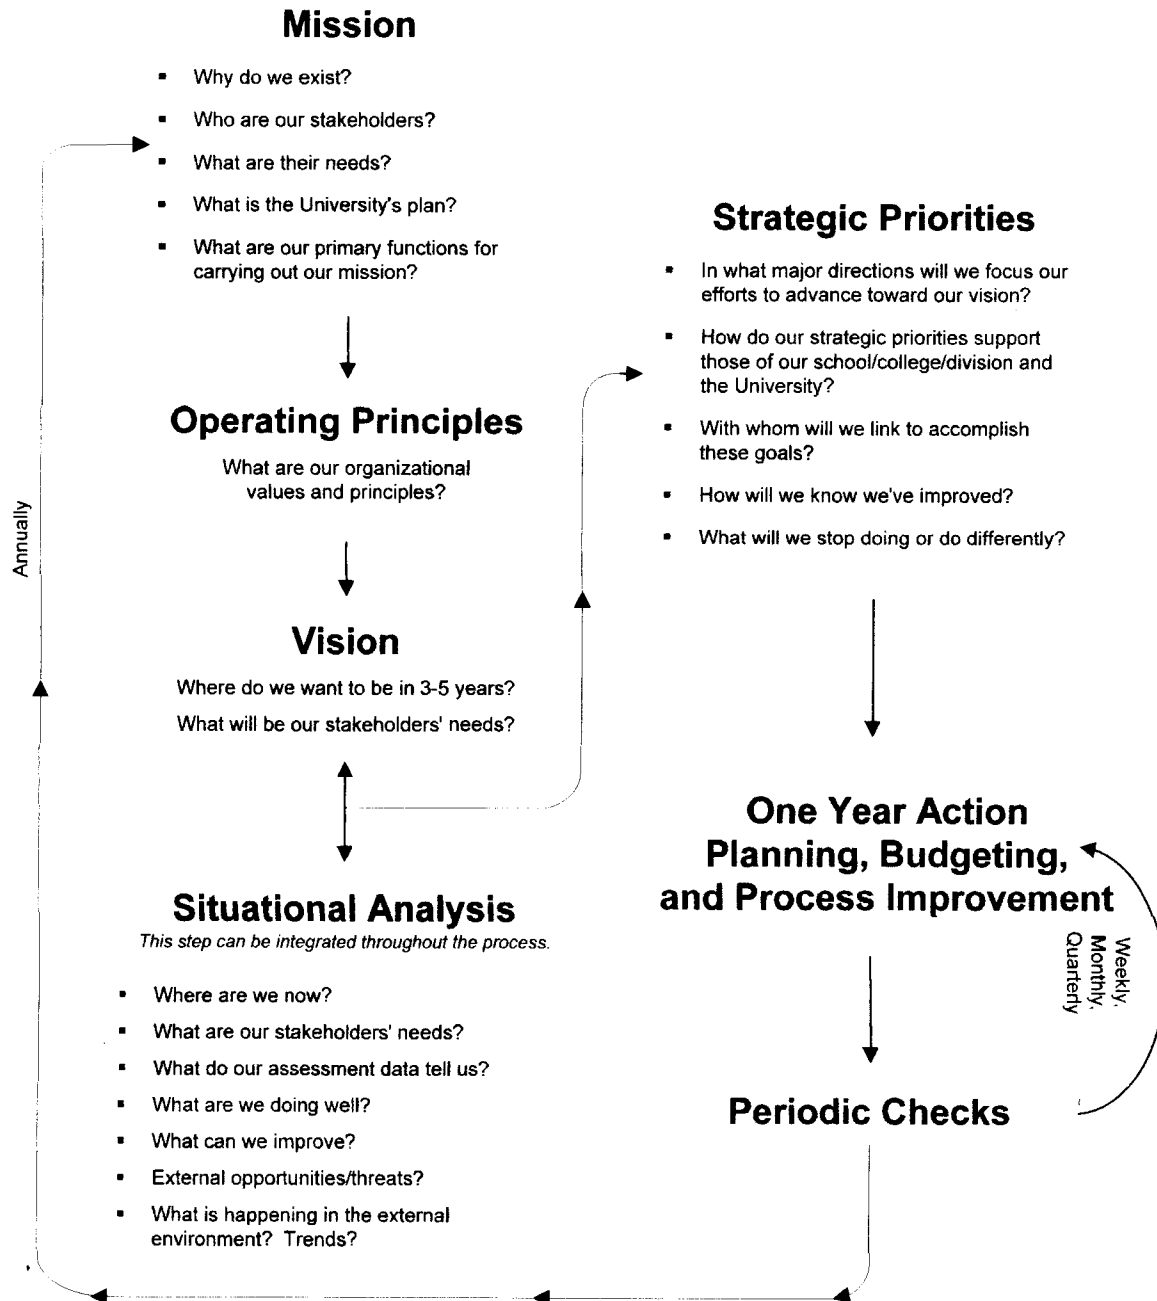 Mission
▪ Why do we exist?
▪ Who are our stakeholders?
▪ What are their needs?
▪ What is the University's plan?
▪ What are our primary functions for
carrying out our mission?
Operating Principles
What are our organizational
values and principles?
Vision
Where do we want to be in 3-5 years?
What will be our stakeholders' needs?
Situational Analysis
This step can be integrated throughout the process.
▪ Where are we now?
▪ What are our stakeholders' needs?
▪ What do our assessment data tell us?
▪ What are we doing well?
▪ What can we improve?
▪ External opportunities/threats?
▪ What is happening in the external
environment? Trends?
Annually
Strategic Priorities
▪ In what major directions will we focus our
efforts to advance toward our vision?
▪ How do our strategic priorities support
those of our school/college/division and
the University?
▪ With whom will we link to accomplish
these goals?
▪ How will we know we've improved?
▪ What will we stop doing or do differently?
One Year Action
Planning, Budgeting,
and Process Improvement
Weekly,
Monthly,
Quarterly
Periodic Checks